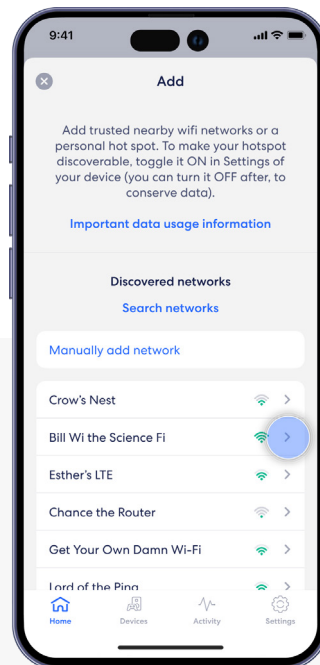 9:41
Add
Add trusted nearby wifi networks or a
personal hot spot. To make your hotspot
discoverable, toggle it ON in Settings of
your device (you can turn it OFF after, to
conserve data).
Important data usage information
Discovered networks
Search networks
Manually add network
Crow's Nest
Bill Wi the Science Fi
Esther's LTE
Chance the Router
Get Your Own Damn Wi-Fi
Lord of the Ping
Home Devices Activity Settings